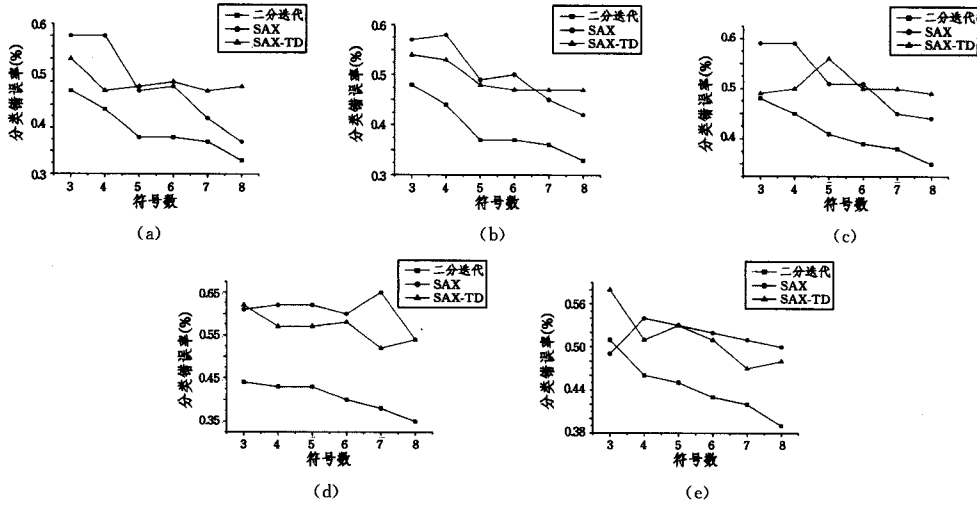 二分迭代
SAX
SAX-TD
分类错误率(%)
0.6
0.5
0.4
0.3
3 4 5 6 7 8
符号数
(a)
二分迭代
SAX
SAX-TD
分类错误率(%)
0.6
0.5
0.4
0.3
3 4 5 6 7 8
符号数
(b)
二分迭代
SAX
SAX-TD
分类错误率(%)
0.6
0.5
0.4
3 4 5 6 7 8
符号数
(c)
二分迭代
SAX
SAX-TD
分类错误率(%)
0.65
0.55
0.45
0.35
3 4 5 6 7 8
符号数
(d)
二分迭代
SAX
SAX-TD
分类错误率(%)
0.56
0.50
0.44
0.38
3 4 5 6 7 8
符号数
(e)